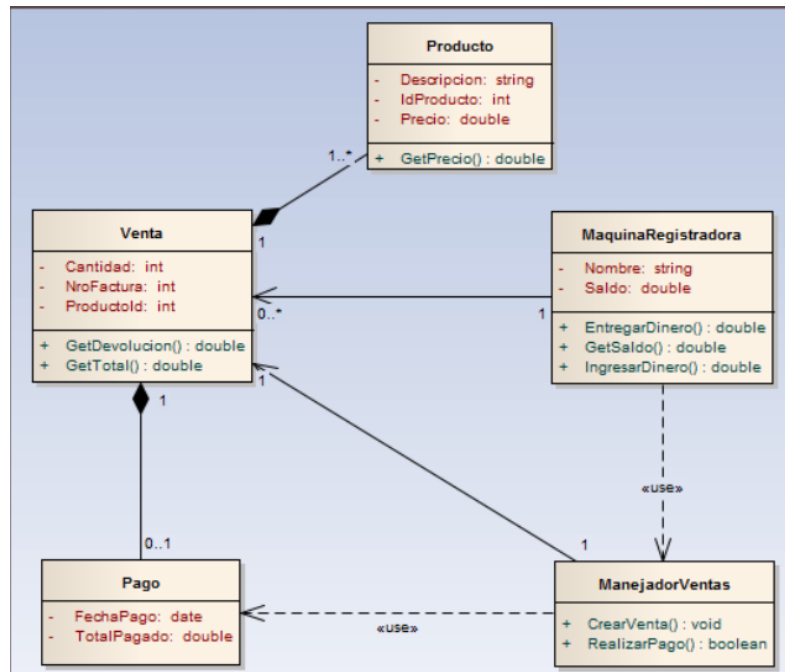 Producto
- Descripcion: string
- IdProducto: int
- Precio: double
+ GetPrecio() : double
1..*
1
Venta
- Cantidad: int
- NroFactura: int
- ProductoId: int
+ GetDevolucion() : double
+ GetTotal() : double
MaquinaRegistradora
- Nombre: string
- Saldo: double
+ EntregarDinero() : double
+ GetSaldo() : double
+ IngresarDinero() : double
0..*
1
1
1
«use»
0..1
1
Pago
- FechaPago: date
- TotalPagado: double
«use»
ManejadorVentas
+ CrearVenta() : void
+ RealizarPago() : boolean